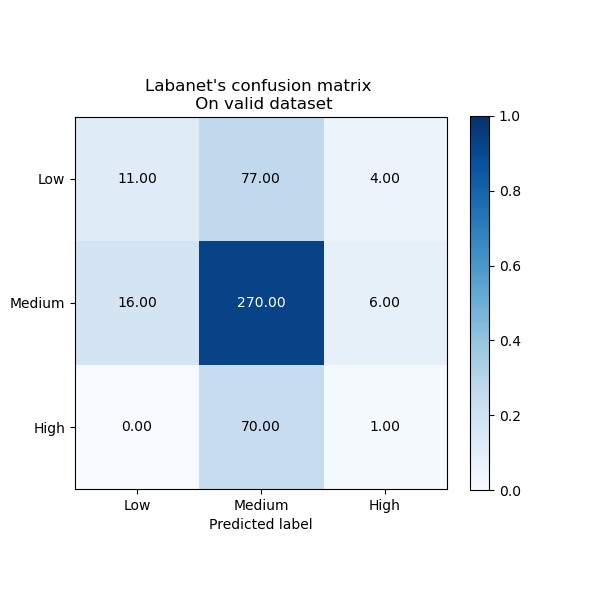 Labanet's confusion matrix
On valid dataset
1.0
Low 11.00 77.00 4.00
0.8
0.6
Medium 16.00 270.00 6.00
0.4
0.2
High 0.00 70.00 1.00
0.0
Low Medium High
Predicted label